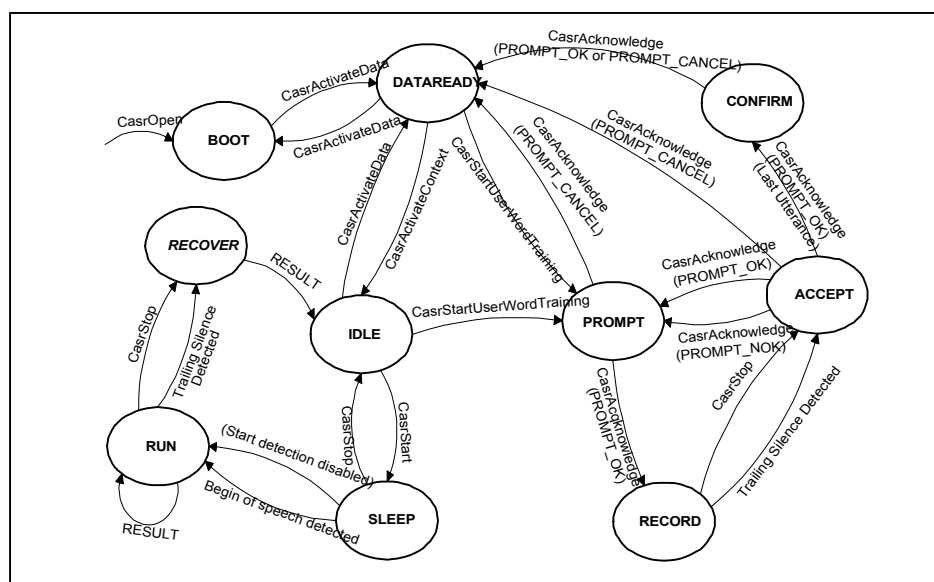 CasrAcknowledge
(PROMPT_OK or PROMPT_CANCEL)
CasrActivateData
DATAREADY
CONFIRM
CasrOpen
BOOT
CasrActivateData
CasrAcknowledge
(PROMPT_CANCEL)
CasrAcknowledge
(PROMPT_CANCEL)
CasrAcknowledge
(PROMPT_OK)
(Last Utterance)
CasrActivateData
CasrActivateContext
CasrStartUserWordTraining
RECOVER
RESULT
CasrAcknowledge
(PROMPT_OK)
ACCEPT
CasrStartUserWordTraining
IDLE
PROMPT
CasrAcknowledge
(PROMPT_NOK)
CasrStop
Trailing Silence
Detected
CasrStop
CasrStart
CasrAcqknowledge
(PROMPT_OK)
CasrStop
Trailing Silence Detected
RUN
(Start detection disabled)
Begin of speech detected
SLEEP
RECORD
RESULT